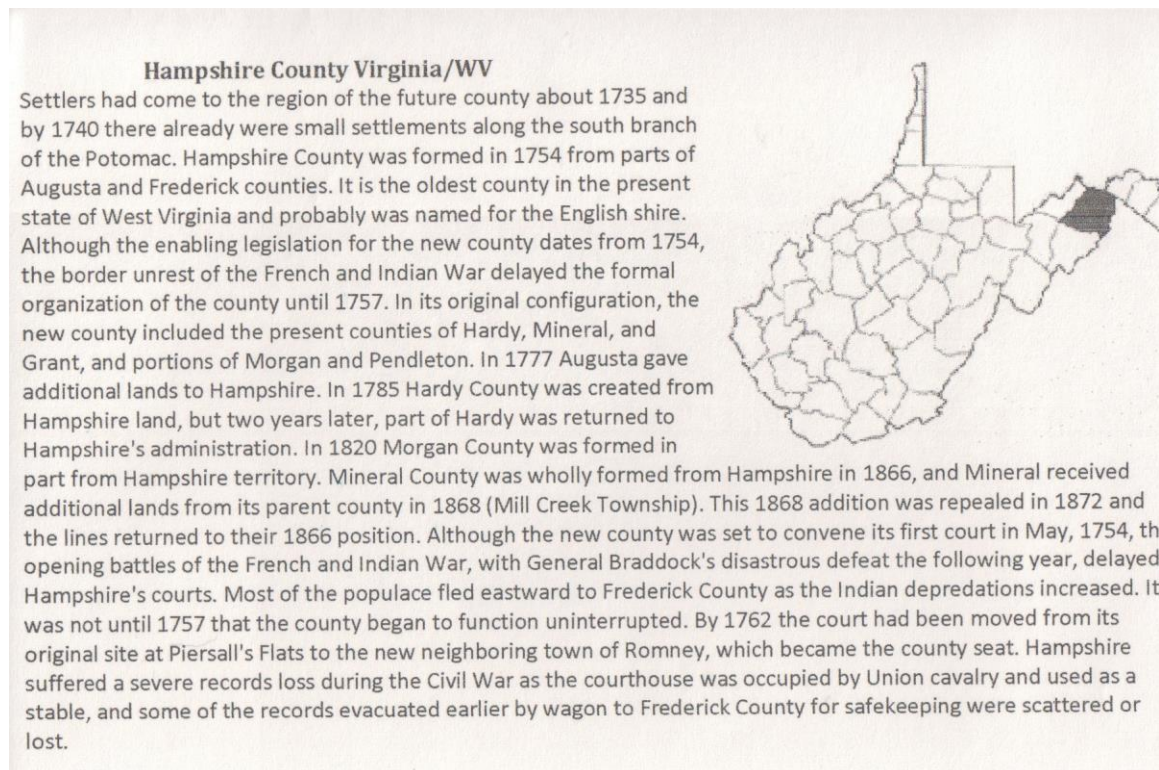 Hampshire County Virginia/WV
Settlers had come to the region of the future county about 1735 and
by 1740 there already were small settlements along the south branch
of the Potomac. Hampshire County was formed in 1754 from parts of
Augusta and Frederick counties. It is the oldest county in the present
state of West Virginia and probably was named for the English shire.
Although the enabling legislation for the new county dates from 1754,
the border unrest of the French and Indian War delayed the formal
organization of the county until 1757. In its original configuration, the
new county included the present counties of Hardy, Mineral, and
Grant, and portions of Morgan and Pendleton. In 1777 Augusta gave
additional lands to Hampshire. In 1785 Hardy County was created from
Hampshire land, but two years later, part of Hardy was returned to
Hampshire's administration. In 1820 Morgan County was formed in
part from Hampshire territory. Mineral County was wholly formed from Hampshire in 1866, and Mineral received
additional lands from its parent county in 1868 (Mill Creek Township). This 1868 addition was repealed in 1872 and
the lines returned to their 1866 position. Although the new county was set to convene its first court in May, 1754, th
opening battles of the French and Indian War, with General Braddock's disastrous defeat the following year, delayed
Hampshire's courts. Most of the populace fled eastward to Frederick County as the Indian depredations increased. It
was not until 1757 that the county began to function uninterrupted. By 1762 the court had been moved from its
original site at Piersall's Flats to the new neighboring town of Romney, which became the county seat. Hampshire
suffered a severe records loss during the Civil War as the courthouse was occupied by Union cavalry and used as a
stable, and some of the records evacuated earlier by wagon to Frederick County for safekeeping were scattered or
lost.